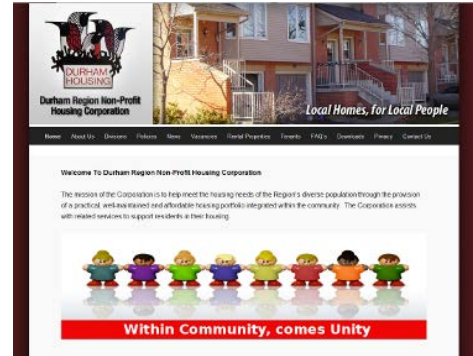 DURHAM
HOUSING
Durham Region Non-Profit
Housing Corporation
Local Homes, for Local People
Home About Us Divisions Policies News Vacancies Rental Properties Tenants FAQ's Downloads Privacy Contact Us
Welcome To Durham Region Non-Profit Housing Corporation
The mission of the Corporation is to help meet the housing needs of the Region's diverse population through the provision
of a practical, well-maintained and affordable housing portfolio integrated within the community. The Corporation assists
with related services to support residents in their housing.
Within Community, comes Unity